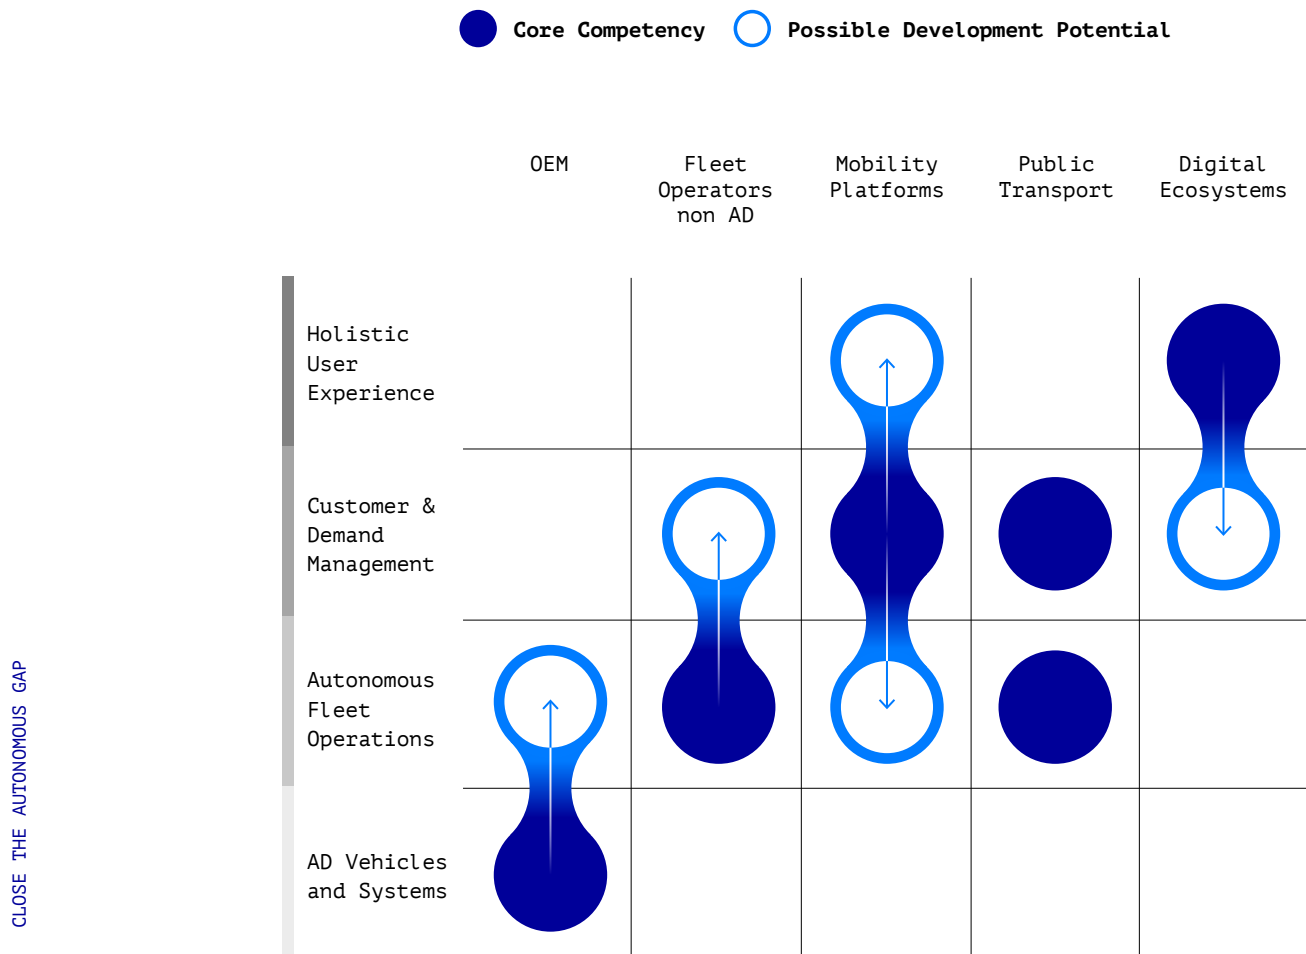 Core Competency
Possible Development Potential
OEM
Fleet
Operators
non AD
Mobility
Platforms
Public
Transport
Digital
Ecosystems
Holistic
User
Experience
Customer &
Demand
Management
Autonomous
Fleet
Operations
AD Vehicles
and Systems
CLOSE THE AUTONOMOUS GAP